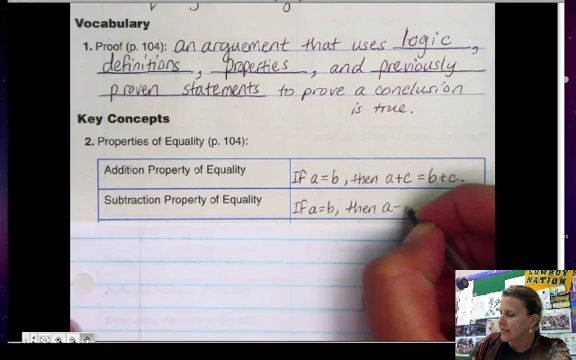 Vocabulary
1. Proof (p. 104): an arguement that uses logic,
definitions, properties, and previously
proven statements to prove a conclusion
is true.
Key Concepts
2. Properties of Equality (p. 104):
Addition Property of Equality If a=b, then a+c=b+c.
Subtraction Property of Equality If a=b, then a-
COWBOY
NATION